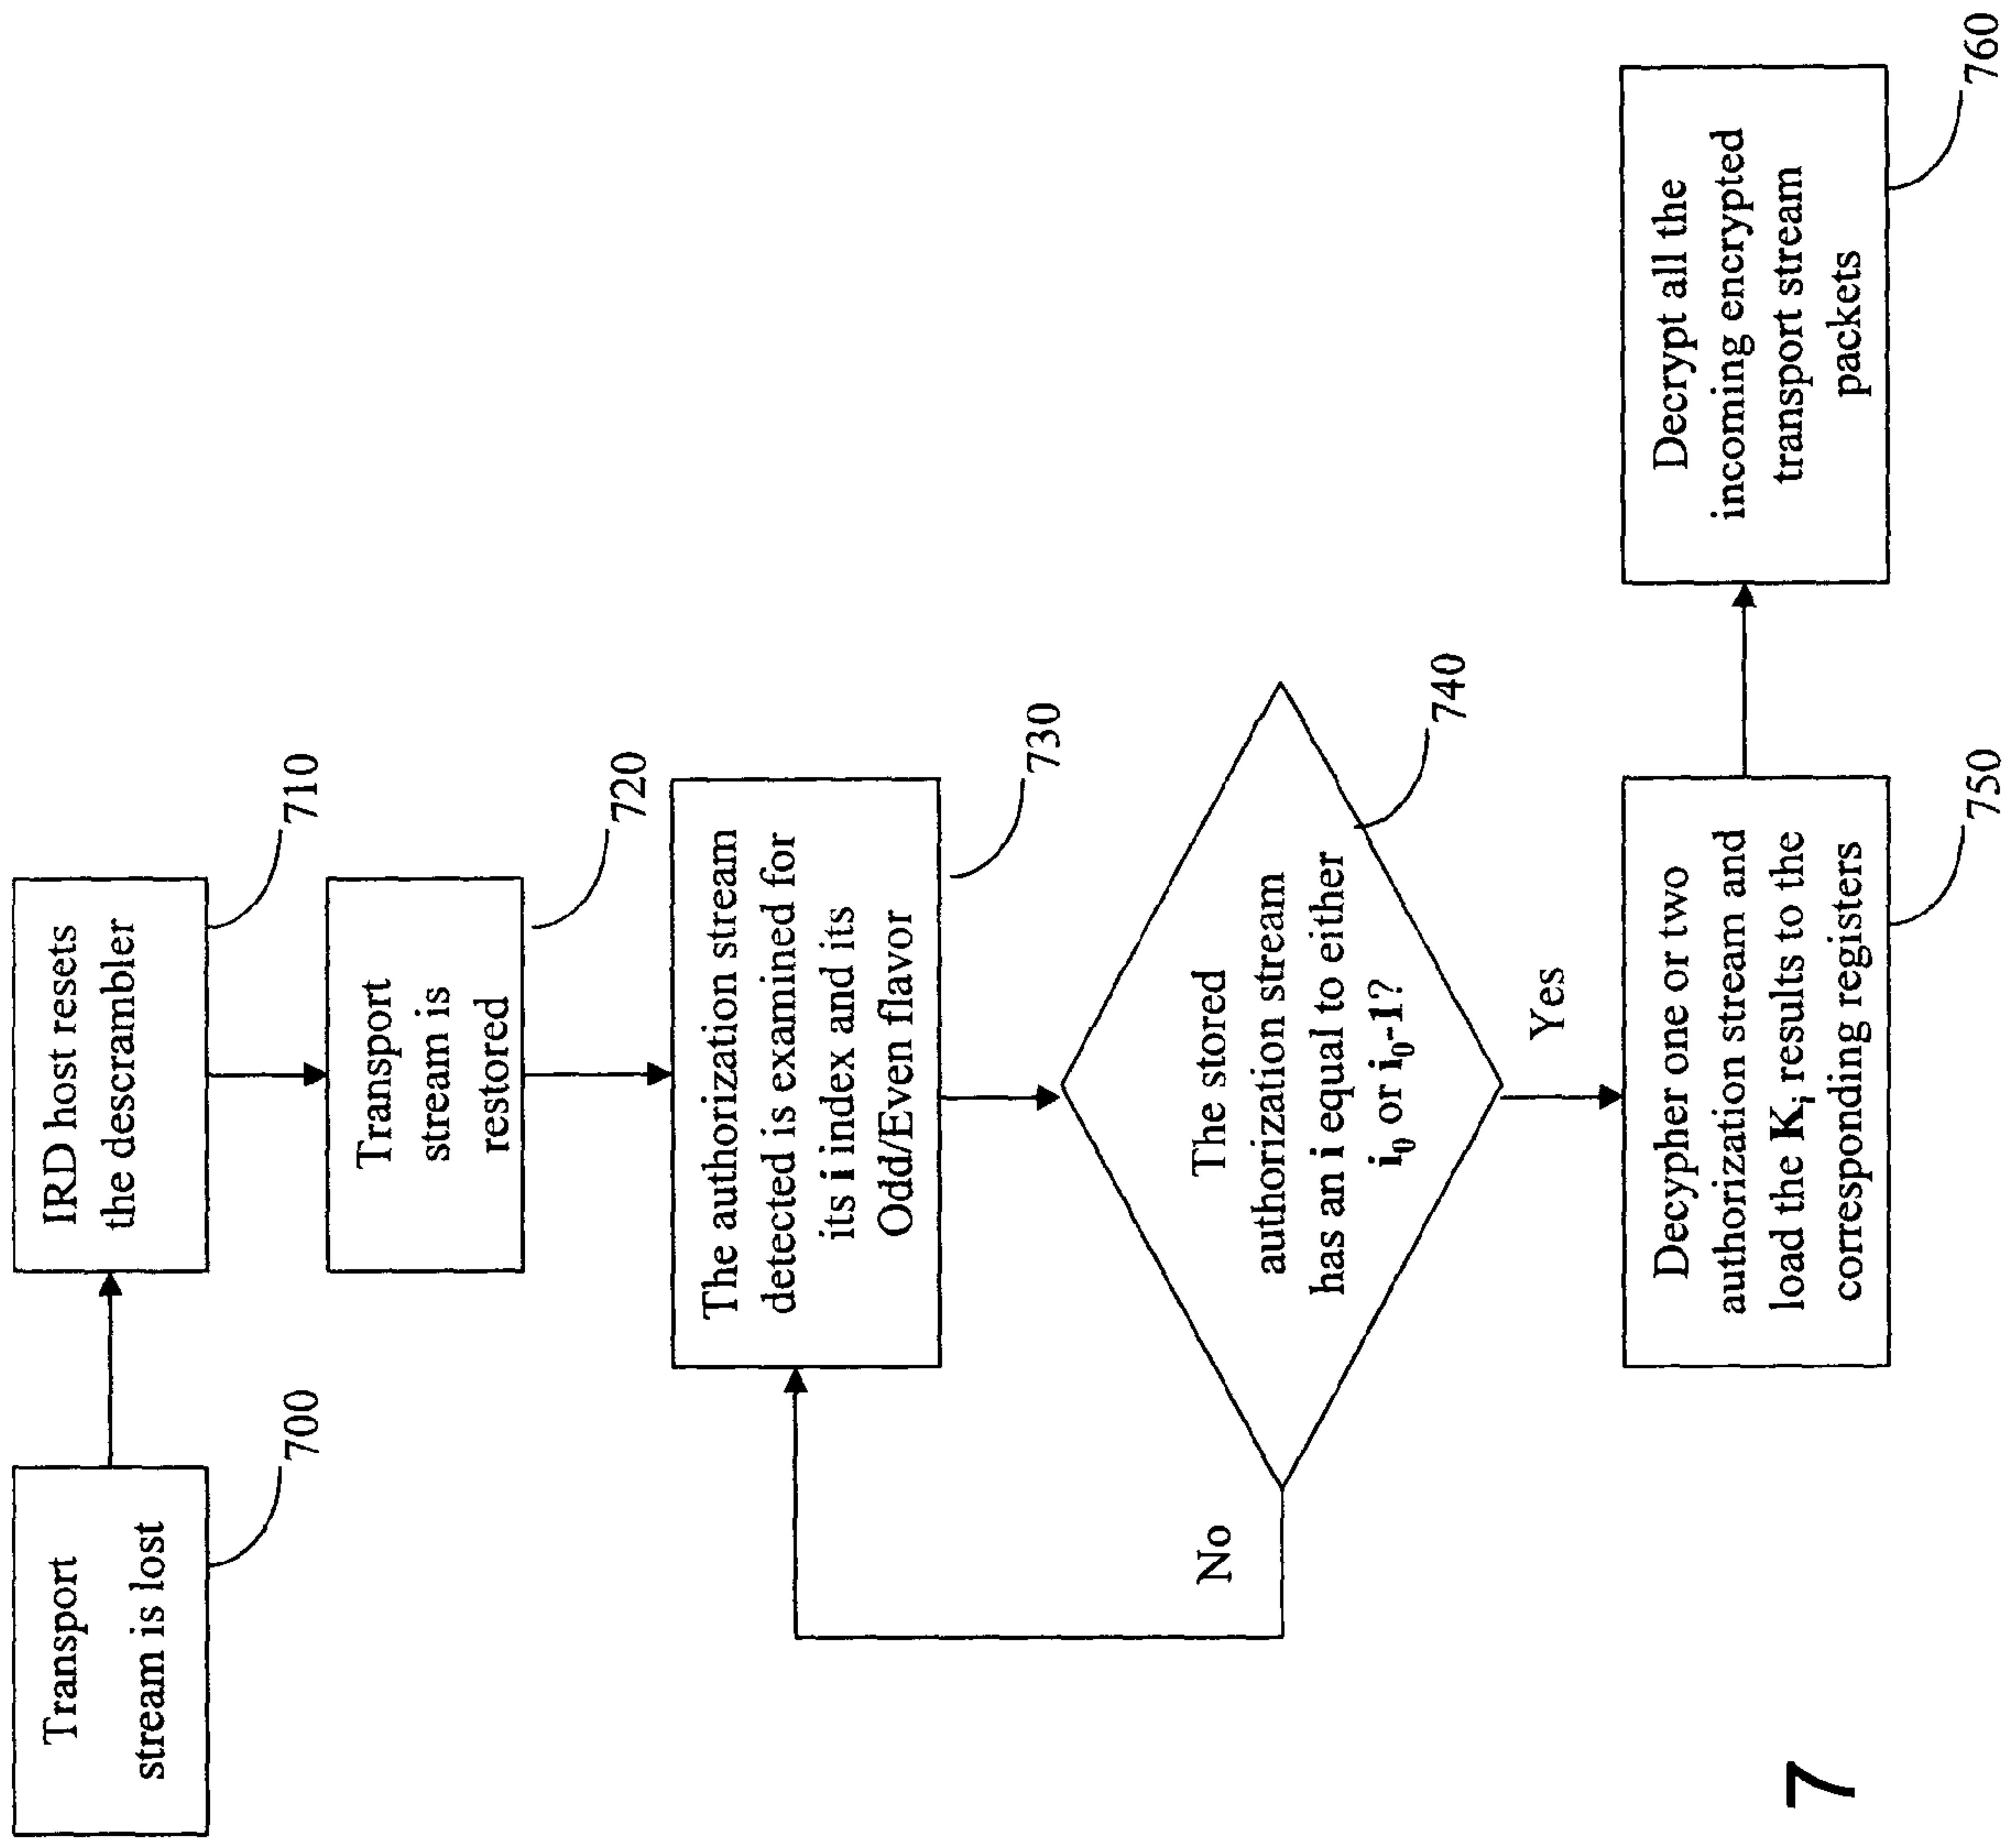 Transport
stream is lost
700
IRD host resets
the descrambler
710
Transport
stream is
restored
720
The authorization stream
detected is examined for
its i index and its
Odd/Even flavor
730
The stored
authorization stream
has an i equal to either
i₀ or i₀-1?
740
No
Yes
Decypher one or two
authorization stream and
load the Kᵢ results to the
corresponding registers
750
Decrypt all the
incoming encrypted
transport stream
packets
760
7